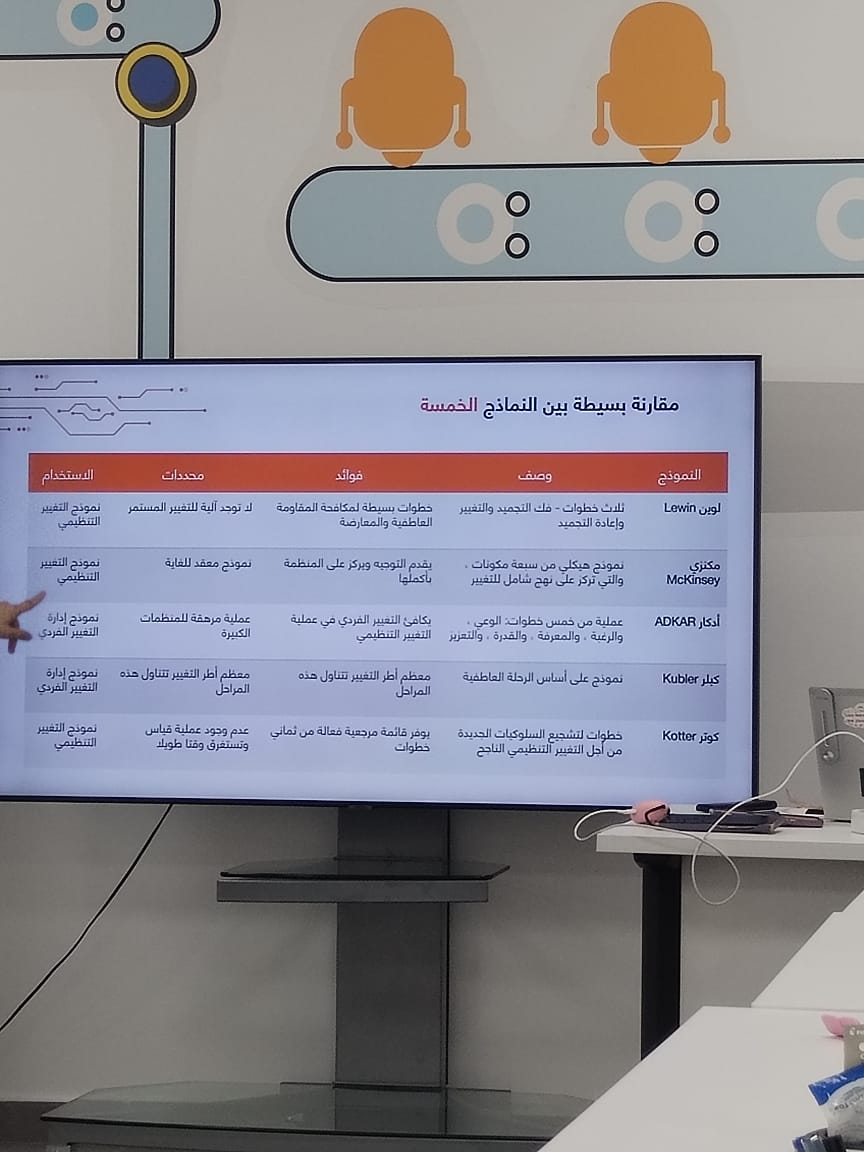 مقارنة بسيطة بين النماذج الخمسة
النموذج
وصف
فوائد
محددات
الاستخدام
لوين Lewin
ثلاث خطوات - فك التجميد والتغيير
وإعادة التجميد
خطوات بسيطة لمكافحة المقاومة
العاطفية والمعارضة
لا توجد آلية للتغيير المستمر
نموذج التغيير
التنظيمي
مكنزي
McKinsey
نموذج هيكلي من سبعة مكونات ،
والتي تركز على نهج شامل للتغيير
يقدم التوجيه ويركز على المنظمة
بأكملها
نموذج معقد للغاية
نموذج التغيير
التنظيمي
أدكار ADKAR
عملية من خمس خطوات: الوعي ،
والرغبة ، والمعرفة ، والقدرة ، والتعزيز
يكافئ التغيير الفردي في عملية
التغيير التنظيمي
عملية مرهقة للمنظمات
الكبيرة
نموذج إدارة
التغيير الفردي
كبلر Kubler
نموذج على أساس الرحلة العاطفية
معظم أطر التغيير تتناول هذه
المراحل
معظم أطر التغيير تتناول هذه
المراحل
نموذج إدارة
التغيير الفردي
كوتر Kotter
خطوات لتشجيع السلوكيات الجديدة
من أجل التغيير التنظيمي الناجح
يوفر قائمة مرجعية فعالة من ثماني
خطوات
عدم وجود عملية قياس
وتستغرق وقتا طويلا
نموذج التغيير
التنظيمي